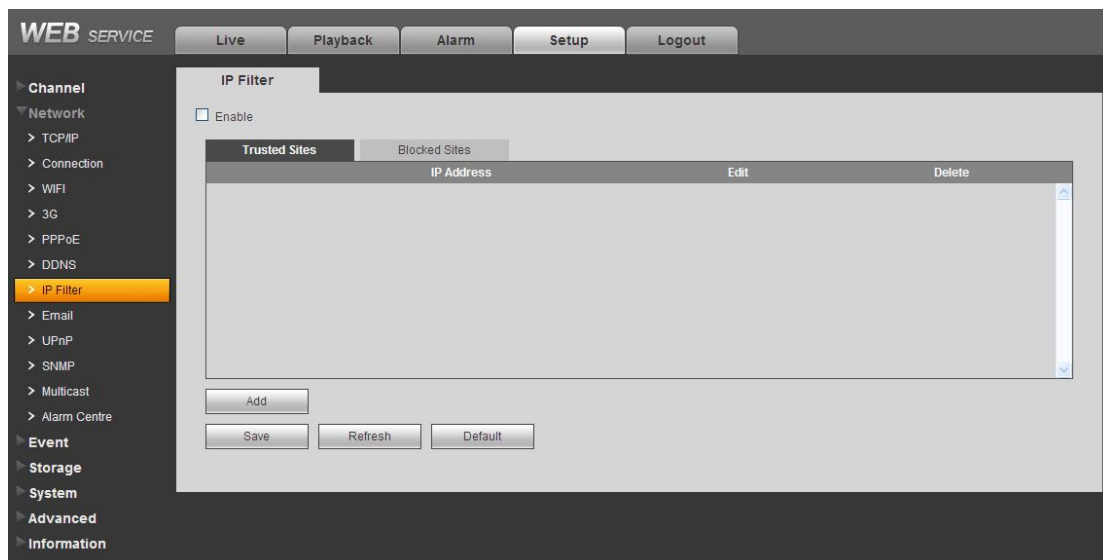 WEB SERVICE
Live Playback Alarm Setup Logout
Channel
Network
> TCP/IP
> Connection
> WIFI
> 3G
> PPPoE
> DDNS
> IP Filter
> Email
> UPnP
> SNMP
> Multicast
> Alarm Centre
Event
Storage
System
Advanced
Information
IP Filter
Enable
Trusted Sites Blocked Sites
IP Address Edit Delete
Add
Save Refresh Default